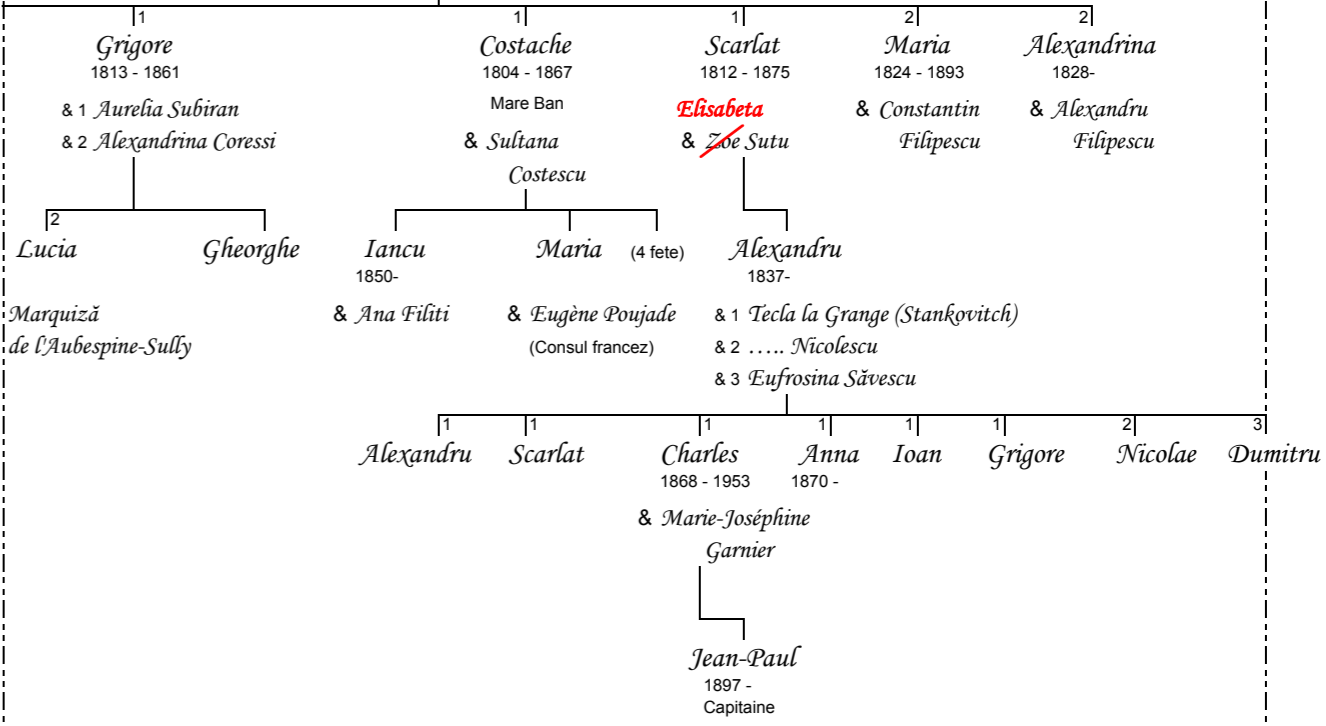 1 1 1 2 2
Grigore Costache Scarlat Maria Alexandrina
1813 - 1861 1804 - 1867 1812 - 1875 1824 - 1893 1828-
Mare Ban
& 1 Aurelia Subiran Elisabeta & Constantin & Alexandru
& 2 Alexandrina Coressi & Sultana & Zoe Sutu Filipescu Filipescu
Costescu
2
Lucia Gheorghe Iancu Maria (4 fete) Alexandru
1850- 1837-
Marquiză & Ana Filiti & Eugène Poujade & 1 Tecla la Grange (Stankovitch)
de l'Aubespine-Sully (Consul francez) & 2 ..... Nicolescu
& 3 Eufrosina Săvescu
1 1 1 1 1 1 2 3
Alexandru Scarlat Charles Anna Ioan Grigore Nicolae Dumitru
1868 - 1953 1870 -
& Marie-Joséphine
Garnier
Jean-Paul
1897 -
Capitaine